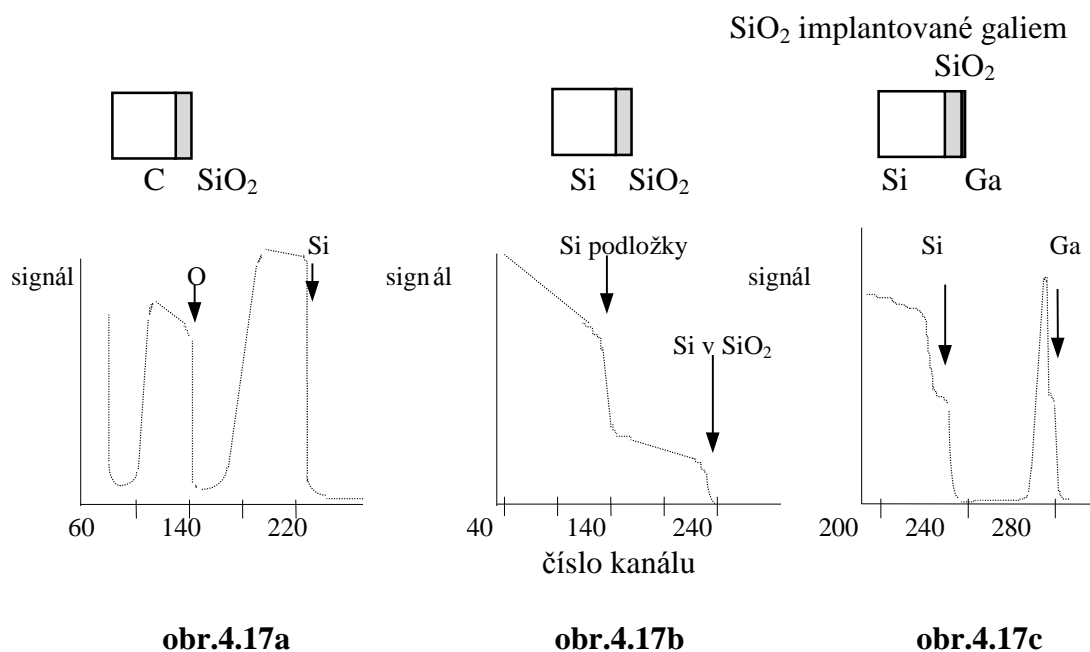 SiO₂ implantované galiem
SiO₂
C SiO₂
Si SiO₂
Si Ga
signál
O
Si
60 140 220
signál
Si podložky
Si v SiO₂
40 140 240
číslo kanálu
signál
Si
Ga
200 240 280
obr.4.17a
obr.4.17b
obr.4.17c